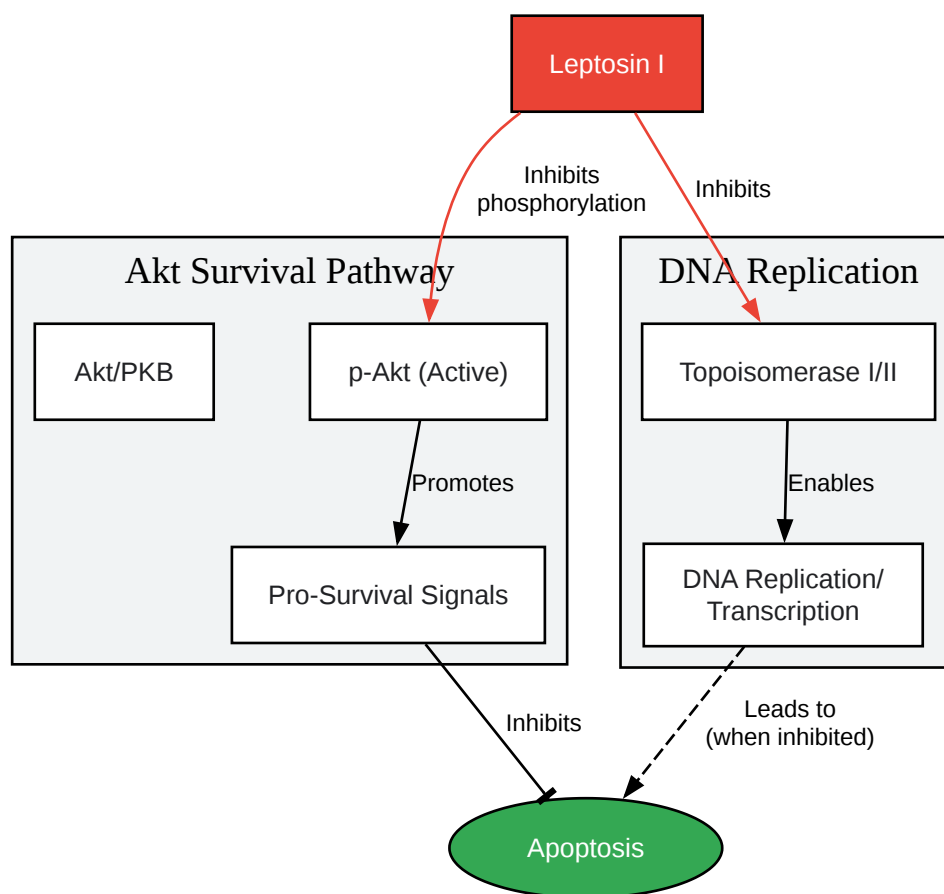 Leptosin I
Inhibits
phosphorylation
Inhibits
Akt Survival Pathway
DNA Replication
Akt/PKB
p-Akt (Active)
Topoisomerase I/II
Promotes
Enables
Pro-Survival Signals
DNA Replication/
Transcription
Inhibits
Leads to
(when inhibited)
Apoptosis